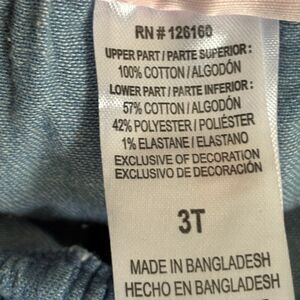 RN # 126160
UPPER PART / PARTE SUPERIOR :
100% COTTON / ALGODÓN
LOWER PART / PARTE INFERIOR :
57% COTTON / ALGODÓN
42% POLYESTER / POLIÉSTER
1% ELASTANE / ELASTANO
EXCLUSIVE OF DECORATION
EXCLUSIVO DE DECORACIÓN
3T
MADE IN BANGLADESH
HECHO EN BANGLADESH